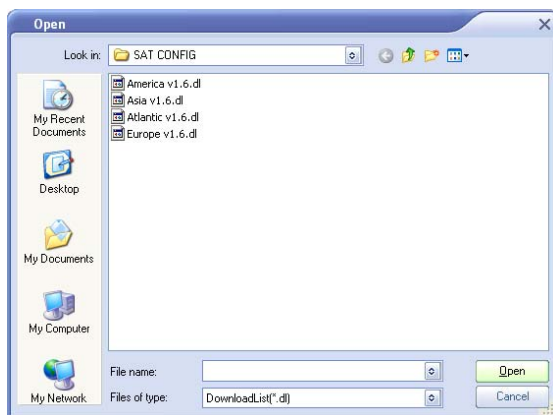 Open
Look in: SAT CONFIG
America v1.6.dl
Asia v1.6.dl
Atlantic v1.6.dl
Europe v1.6.dl
My Recent
Documents
Desktop
My Documents
My Computer
My Network
File name:
Open
Files of type: DownloadList(*.dl)
Cancel